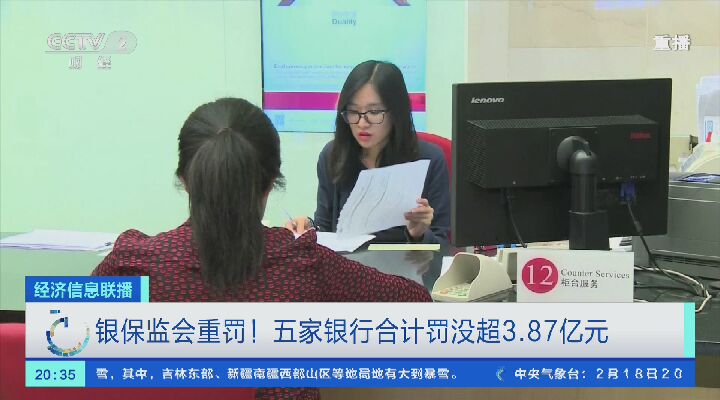 CCTV 2
财经
重播
Quality
lenovo
12
Counter Services
柜台服务
经济信息联播
银保监会重罚！五家银行合计罚没超3.87亿元
20:35
雪，其中，吉林东部、新疆南疆西部山区等地局地有大到暴雪。
中央气象台：2月18日20